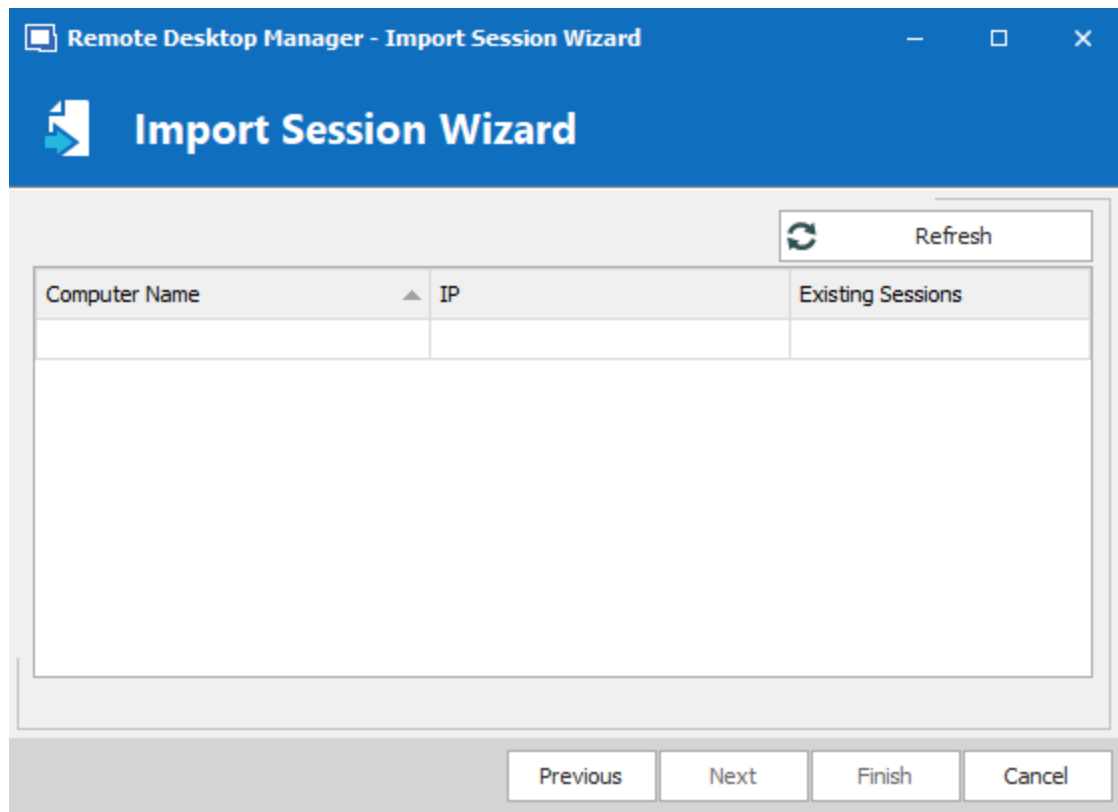 Remote Desktop Manager - Import Session Wizard
Import Session Wizard
Refresh
Computer Name IP Existing Sessions
Previous Next Finish Cancel